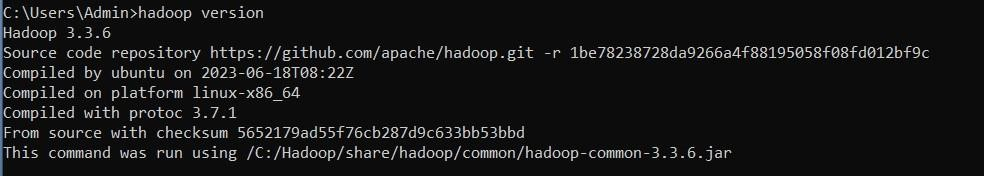 C:\Users\Admin>hadoop version
Hadoop 3.3.6
Source code repository https://github.com/apache/hadoop.git -r 1be78238728da9266a4f88195058f08fd012bf9c
Compiled by ubuntu on 2023-06-18T08:22Z
Compiled on platform linux-x86_64
Compiled with protoc 3.7.1
From source with checksum 5652179ad55f76cb287d9c633bb53bbd
This command was run using /C:/Hadoop/share/hadoop/common/hadoop-common-3.3.6.jar